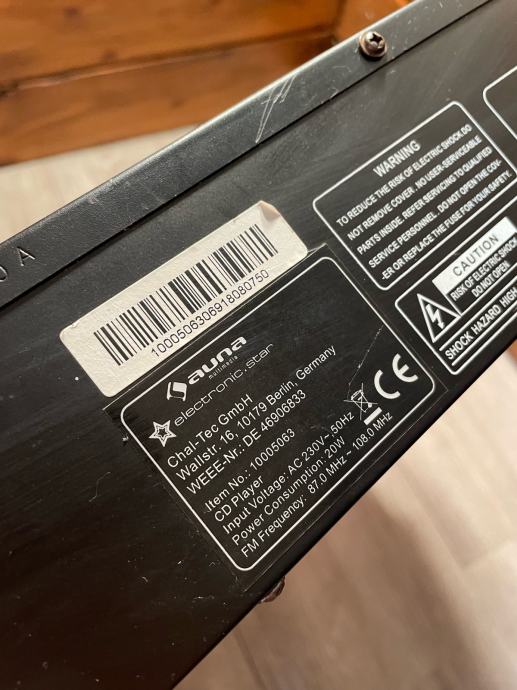 0 A
1000506306918080750
auna
multimedia
electronic.star
Chal-Tec GmbH
Wallstr. 16, 10179 Berlin, Germany
WEEE-Nr.: DE 46906833
Item No.: 10005063
CD Player
Input Voltage: AC 230V~,50Hz
Power Consumption: 20W
FM Frequency: 87.0 MHz ~ 108.0 MHz
CE
WARNING
TO REDUCE THE RISK OF ELECTRIC SHOCK DO
NOT REMOVE COVER. NO USER-SERVICEABLE
PARTS INSIDE. REFER SERVICING TO QUALIFIED
SERVICE PERSONNEL. DO NOT OPEN THE COV-
-ER OR REPLACE THE FUSE FOR YOUR SAFETY.
CAUTION
RISK OF ELECTRIC SHOCK
DO NOT OPEN
SHOCK HAZARD HIGH